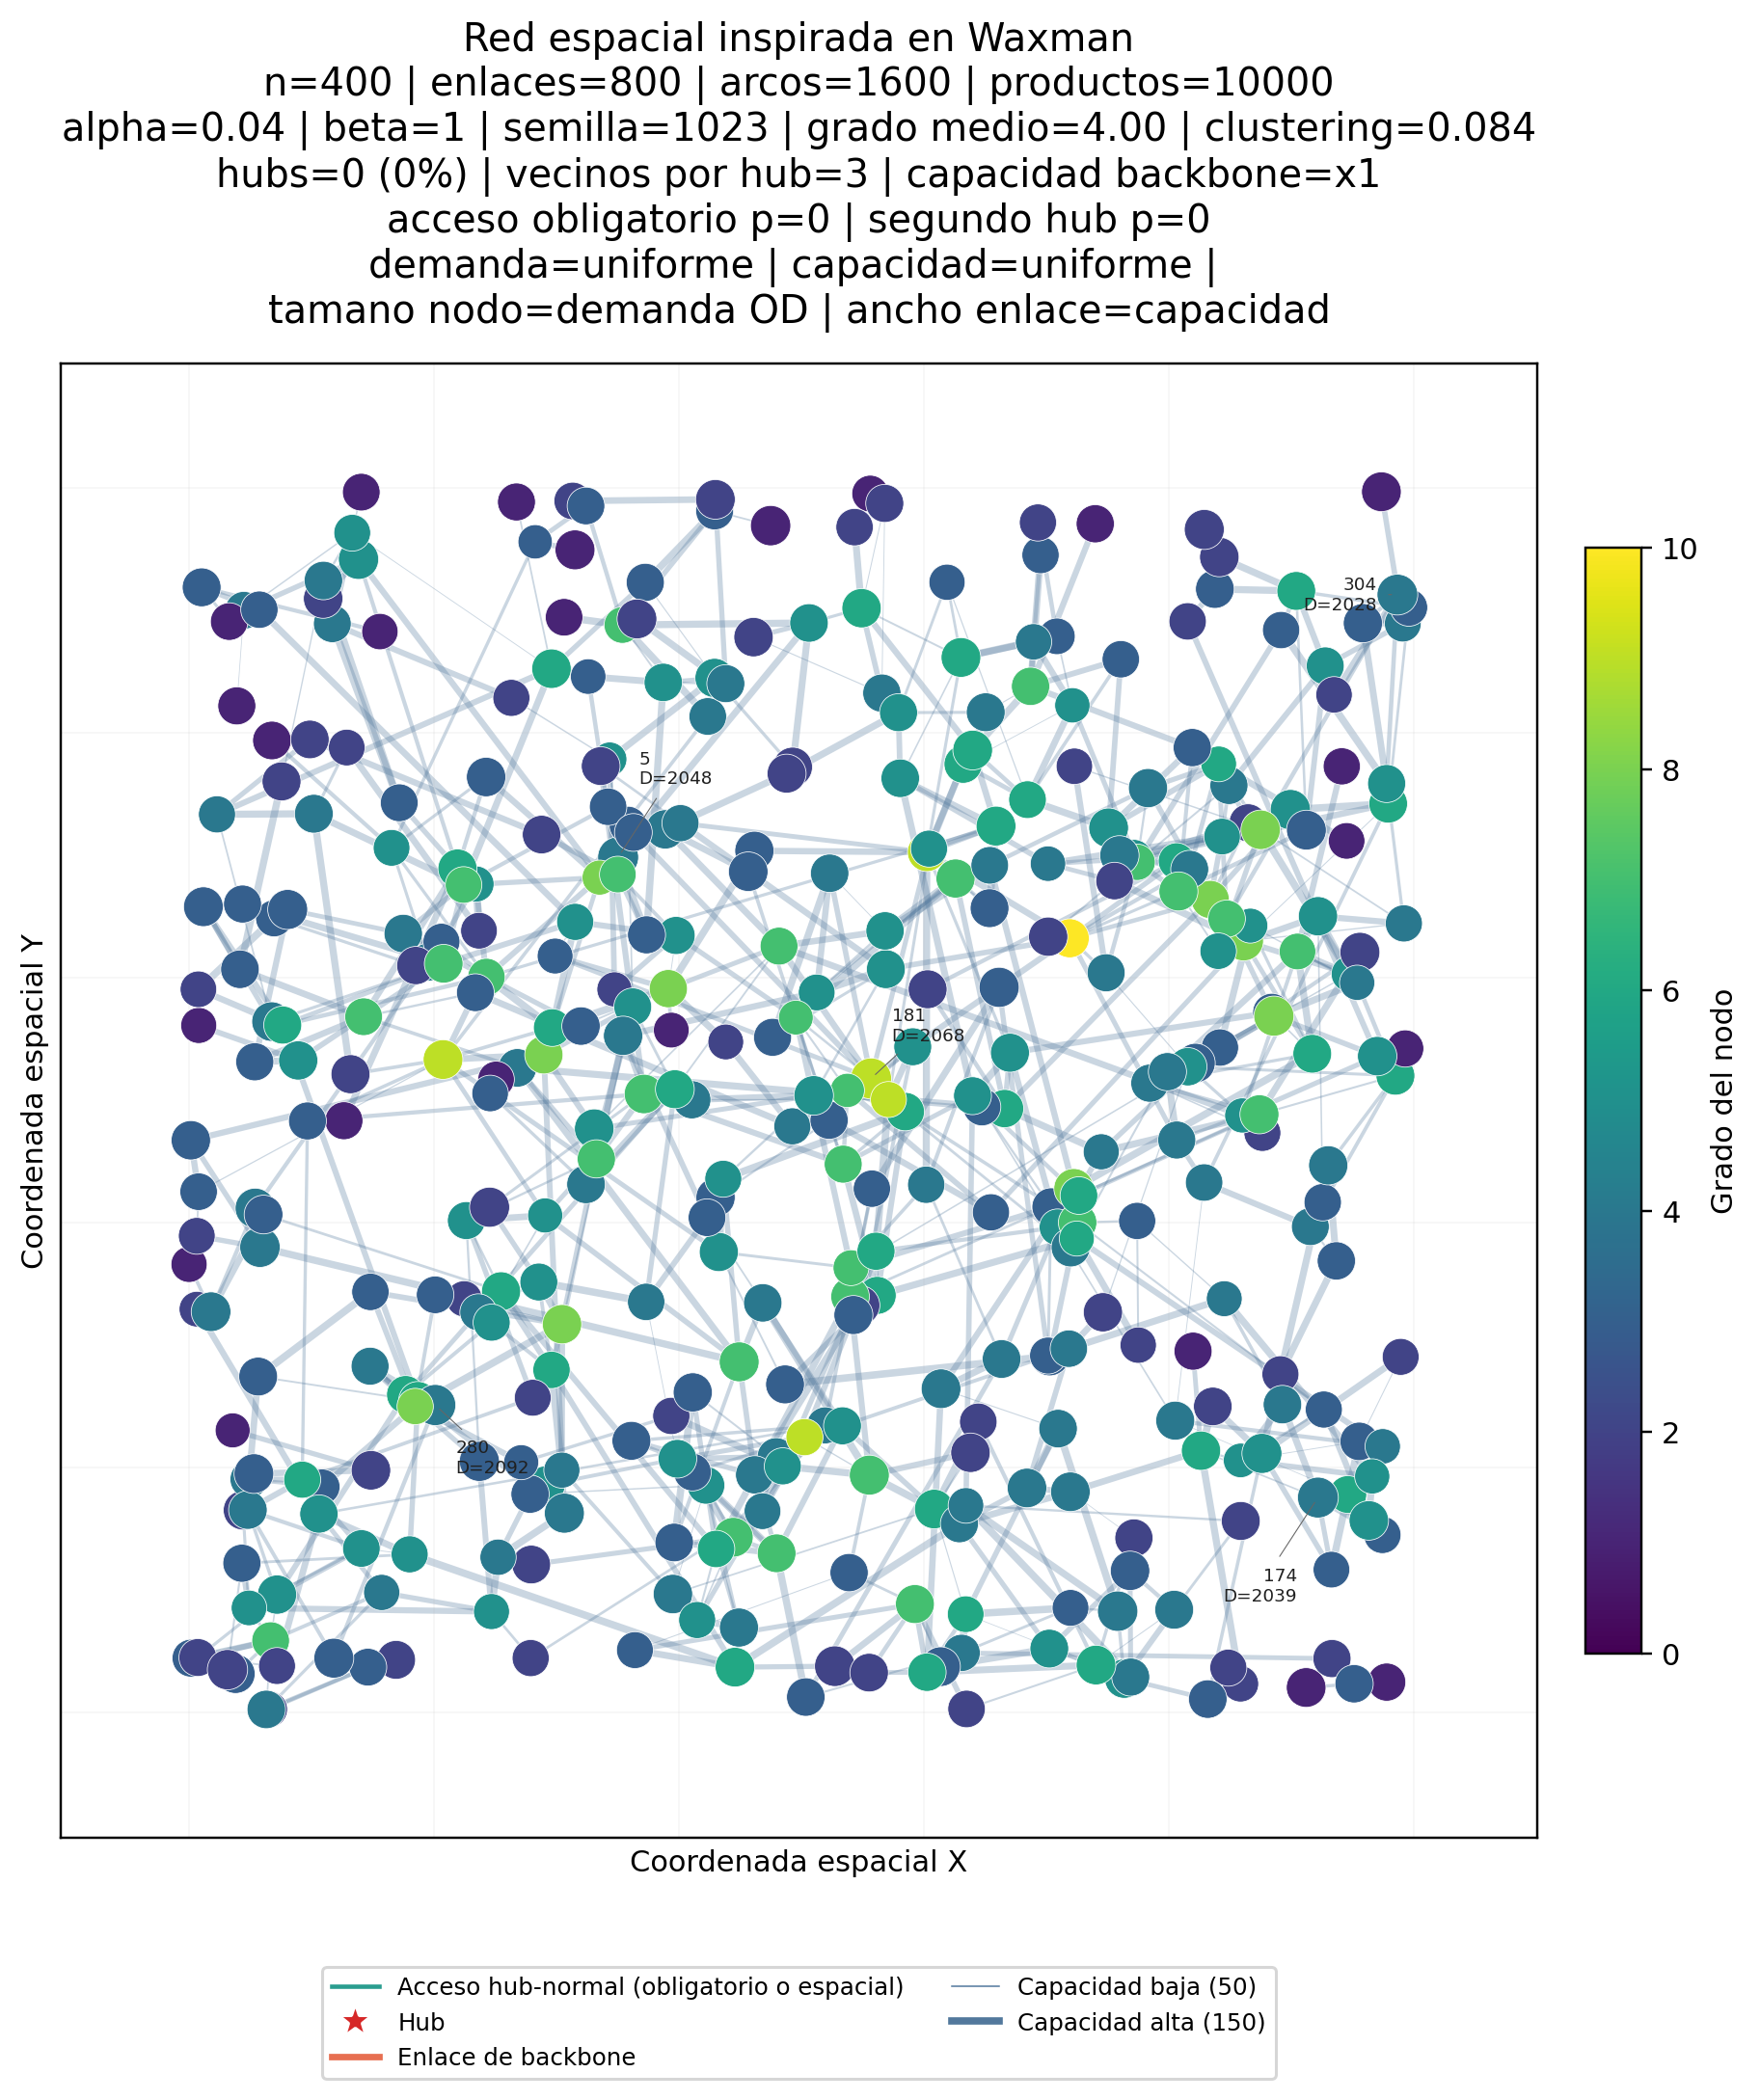 Red espacial inspirada en Waxman
n=400 | enlaces=800 | arcos=1600 | productos=10000
alpha=0.04 | beta=1 | semilla=1023 | grado medio=4.00 | clustering=0.084
hubs=0 (0%) | vecinos por hub=3 | capacidad backbone=x1
acceso obligatorio p=0 | segundo hub p=0
demanda=uniforme | capacidad=uniforme |
tamano nodo=demanda OD | ancho enlace=capacidad
304
D=2028
5
D=2048
181
D=2068
280
D=2092
174
D=2039
Coordenada espacial Y
Coordenada espacial X
10
8
6
4
2
0
Grado del nodo
Acceso hub-normal (obligatorio o espacial)
Hub
Enlace de backbone
Capacidad baja (50)
Capacidad alta (150)